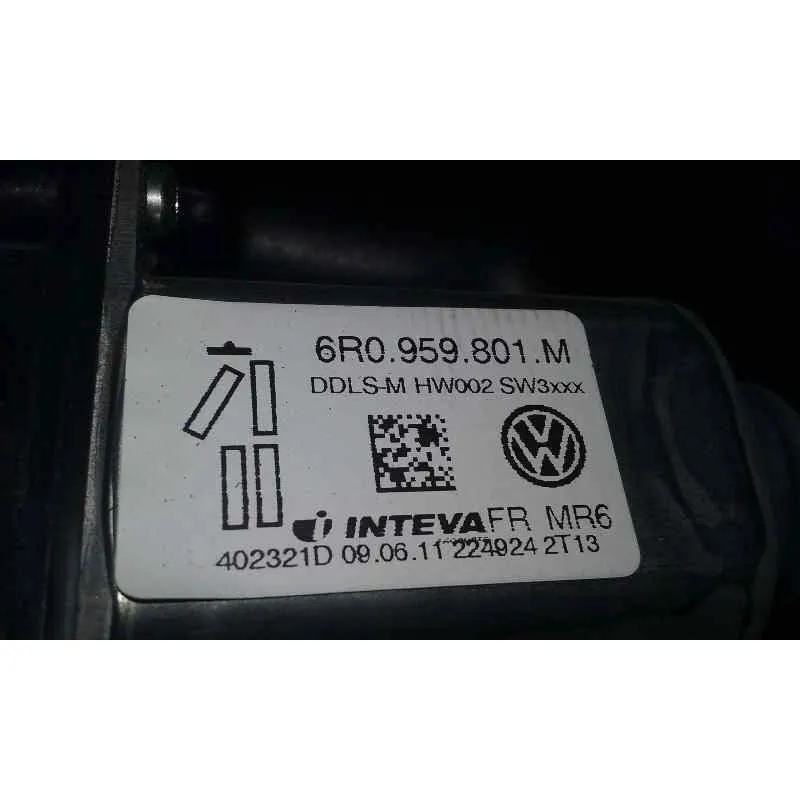 6R0.959.801.M
DDLS-M HW002 SW3xxx
INTEVA FR MR6
402321D 09.06.11 224924 2T13